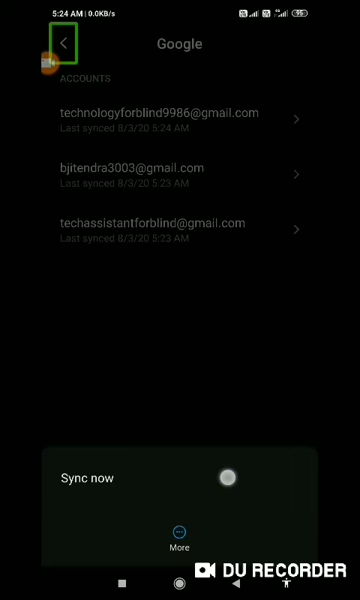 5:24 AM | 0.0KB/s
95
Google
ACCOUNTS
technologyforblind9986@gmail.com
Last synced 8/3/20 5:24 AM
bjitendra3003@gmail.com
Last synced 8/3/20 5:23 AM
techassistantforblind@gmail.com
Last synced 8/3/20 5:23 AM
Sync now
More
DU RECORDER